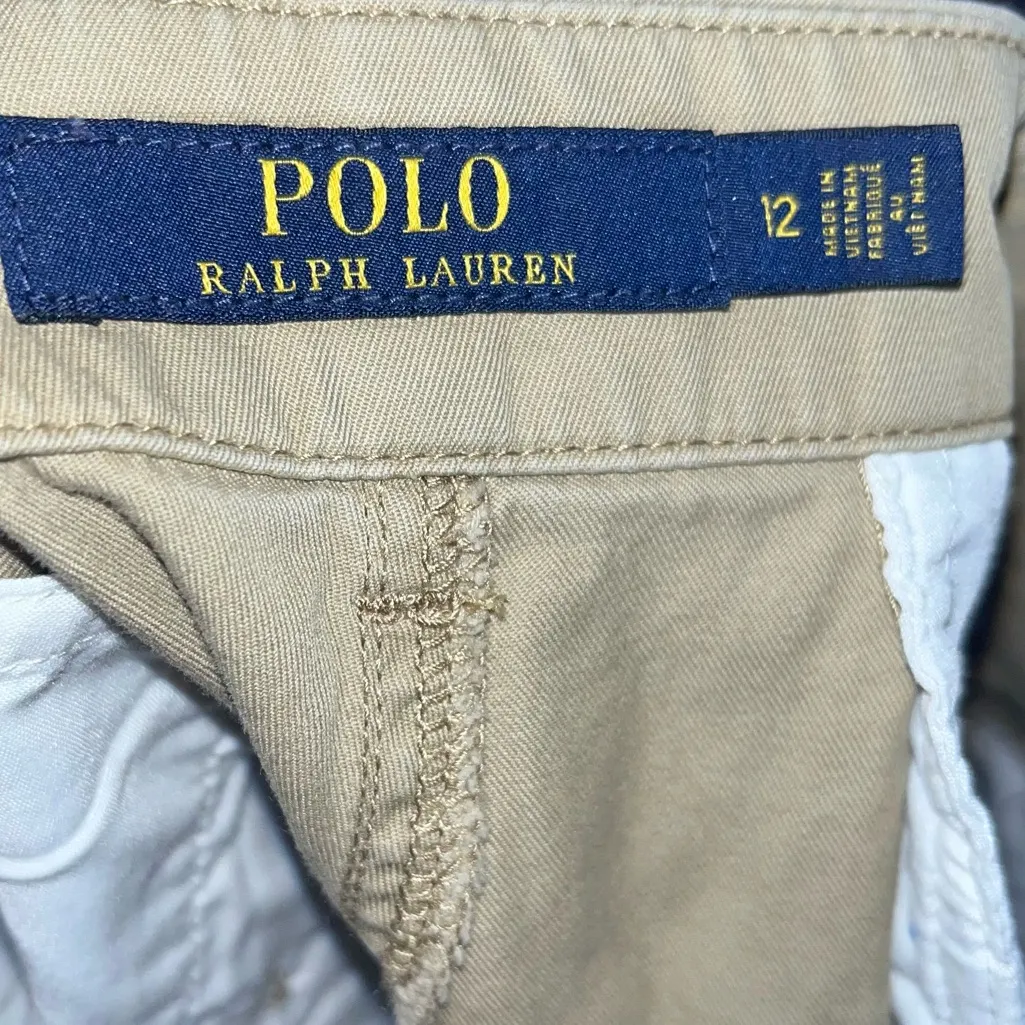 POLO
RALPH LAUREN
12
MADE IN
VIETNAM
FABRIQUÉ
AU
VIÊT NAM